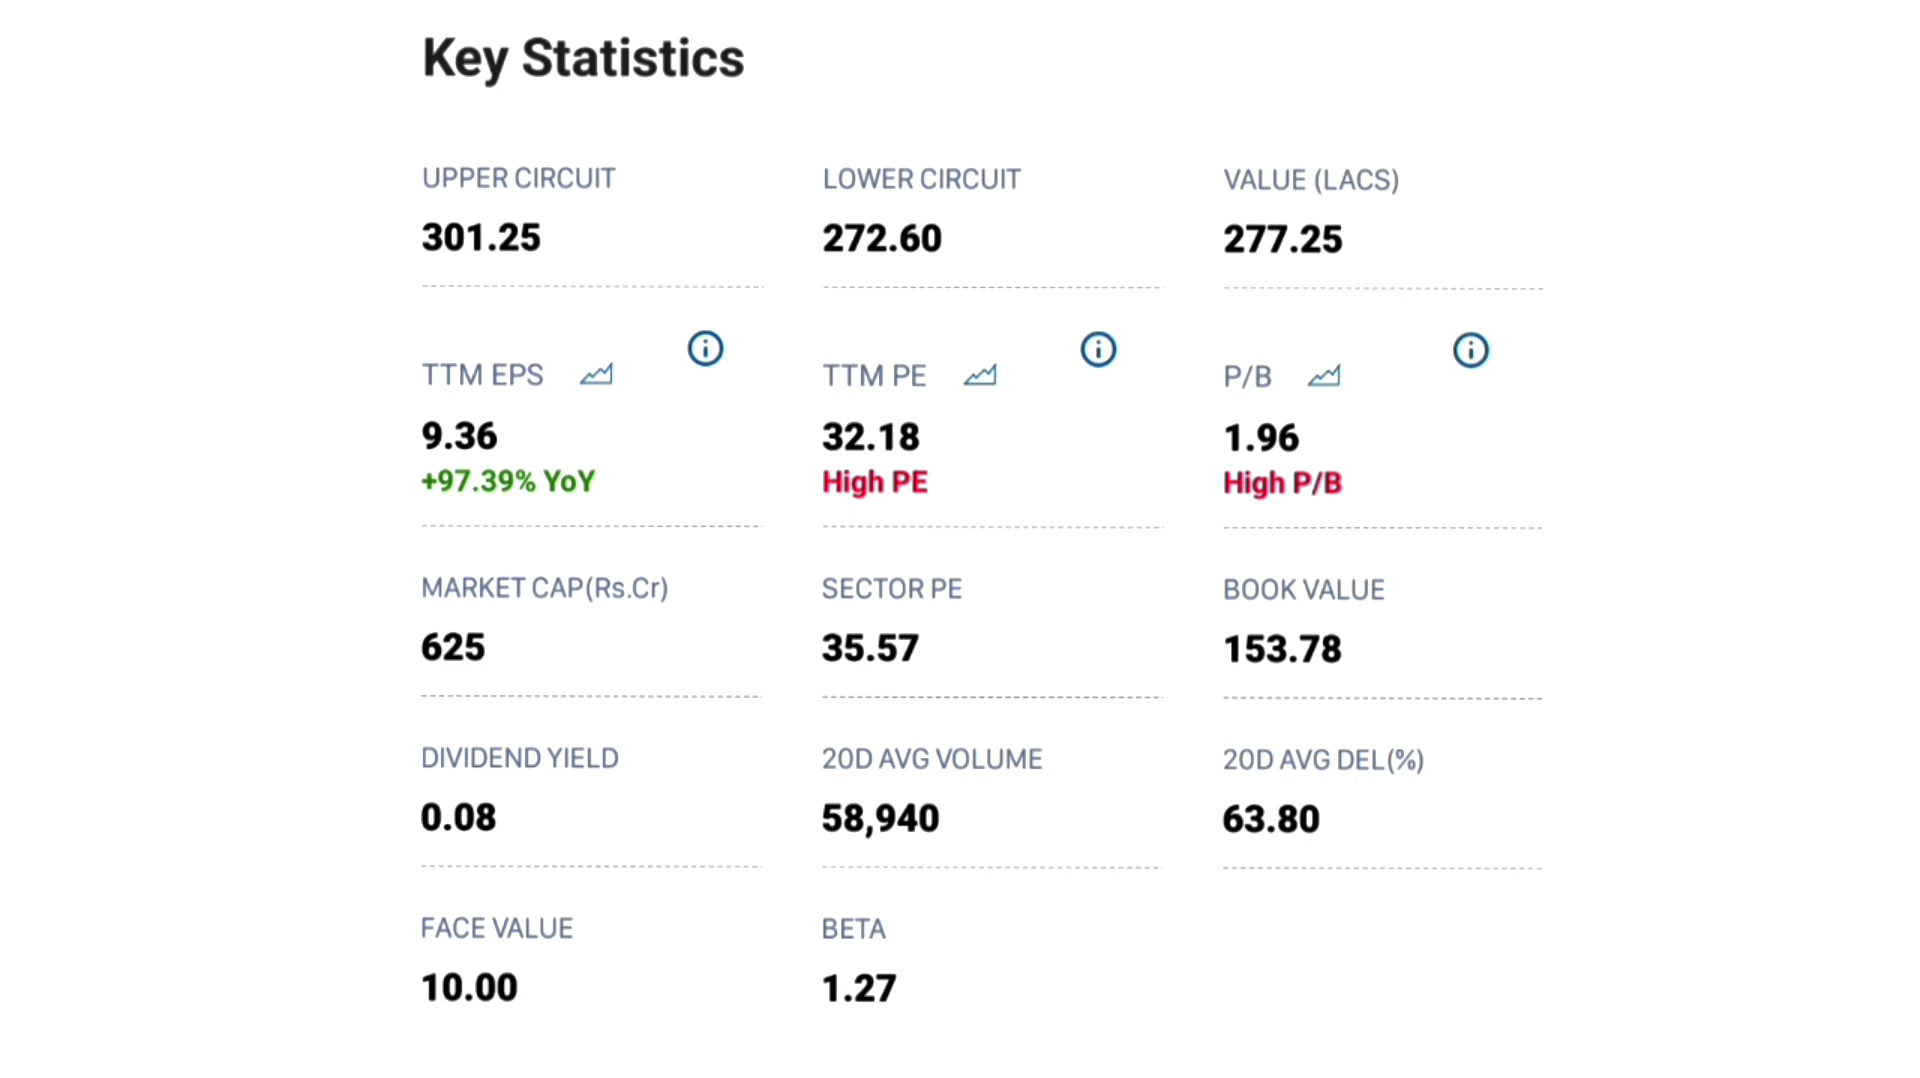 Key Statistics
UPPER CIRCUIT
301.25
LOWER CIRCUIT
272.60
VALUE (LACS)
277.25
TTM EPS
9.36
+97.39% YoY
TTM PE
32.18
High PE
P/B
1.96
High P/B
MARKET CAP(Rs.Cr)
625
SECTOR PE
35.57
BOOK VALUE
153.78
DIVIDEND YIELD
0.08
20D AVG VOLUME
58,940
20D AVG DEL(%)
63.80
FACE VALUE
10.00
BETA
1.27